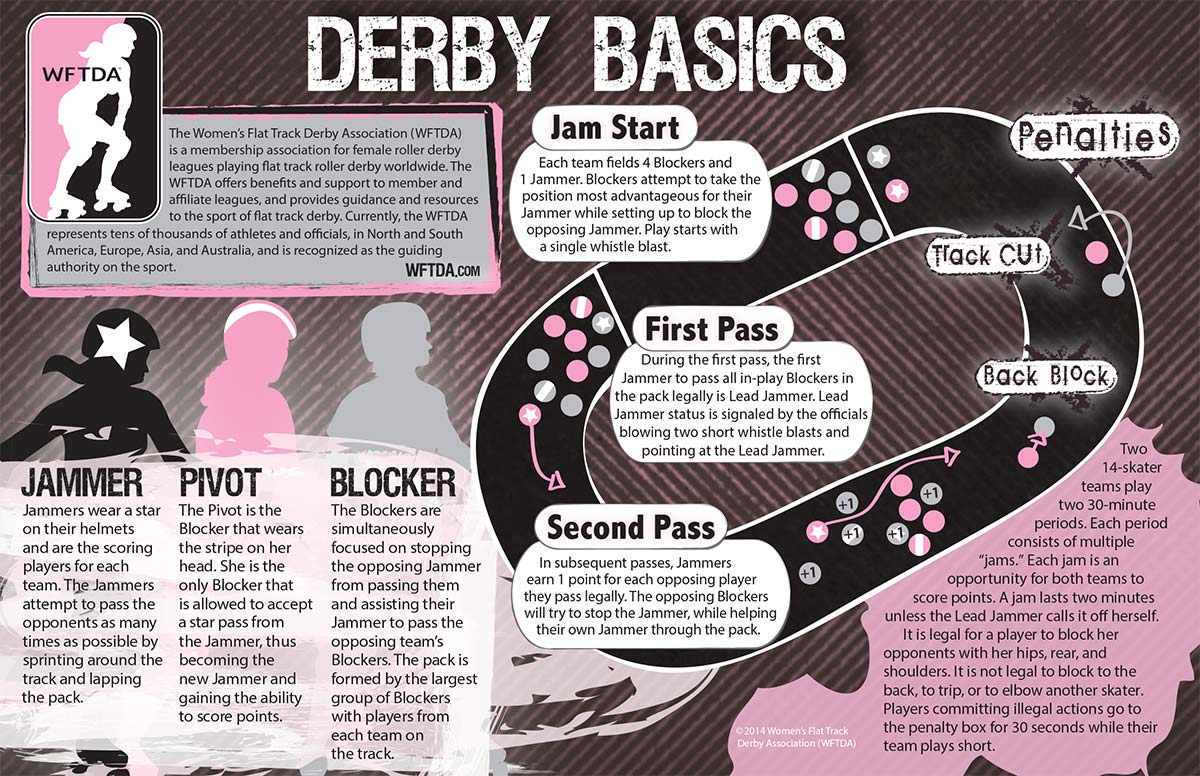 DERBY BASICS
WFTDA
The Women's Flat Track Derby Association (WFTDA)
is a membership association for female roller derby
leagues playing flat track roller derby worldwide. The
WFTDA offers benefits and support to member and
affiliate leagues, and provides guidance and resources
to the sport of flat track derby. Currently, the WFTDA
represents tens of thousands of athletes and officials, in North and South
America, Europe, Asia, and Australia, and is recognized as the guiding
authority on the sport.
WFTDA.COM
Jam Start
Each team fields 4 Blockers and
1 Jammer. Blockers attempt to take the
position most advantageous for their
Jammer while setting up to block the
opposing Jammer. Play starts with
a single whistle blast.
First Pass
During the first pass, the first
Jammer to pass all in-play Blockers in
the pack legally is Lead Jammer. Lead
Jammer status is signaled by the officials
blowing two short whistle blasts and
pointing at the Lead Jammer.
Second Pass
In subsequent passes, Jammers
earn 1 point for each opposing player
they pass legally. The opposing Blockers
will try to stop the Jammer, while helping
their own Jammer through the pack.
+1
+1
+1
+1
+1
Penalties
Track Cut
Back Block
JAMMER
Jammers wear a star
on their helmets
and are the scoring
players for each
team. The Jammers
attempt to pass the
opponents as many
times as possible by
sprinting around the
track and lapping
the pack.
PIVOT
The Pivot is the
Blocker that wears
the stripe on her
head. She is the
only Blocker that
is allowed to accept
a star pass from
the Jammer, thus
becoming the
new Jammer and
gaining the ability
to score points.
BLOCKER
The Blockers are
simultaneously
focused on stopping
the opposing Jammer
from passing them
and assisting their
Jammer to pass the
opposing team's
Blockers. The pack is
formed by the largest
group of Blockers
with players from
each team on
the track.
Two
14-skater
teams play
two 30-minute
periods. Each period
consists of multiple
"jams." Each jam is an
opportunity for both teams to
score points. A jam lasts two minutes
unless the Lead Jammer calls it off herself.
It is legal for a player to block her
opponents with her hips, rear, and
shoulders. It is not legal to block to the
back, to trip, or to elbow another skater.
Players committing illegal actions go to
the penalty box for 30 seconds while their
team plays short.
©2014 Women's Flat Track
Derby Association (WFTDA)